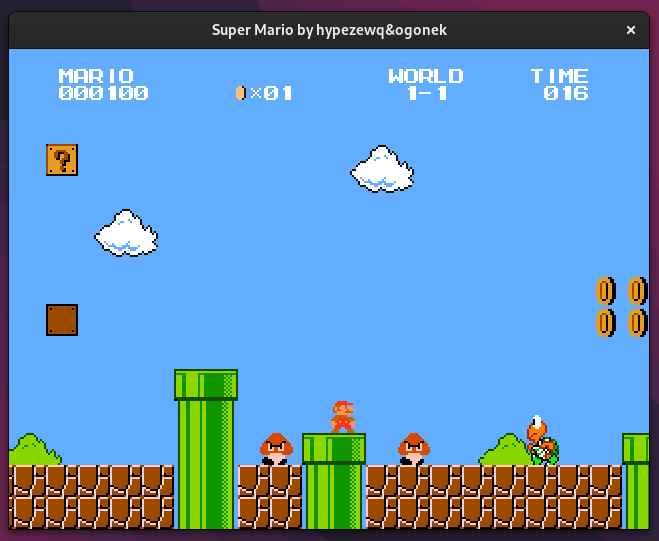 Super Mario by hypezewq&ogonek
×
MARIO WORLD TIME
000100 ×01 1-1 016
?